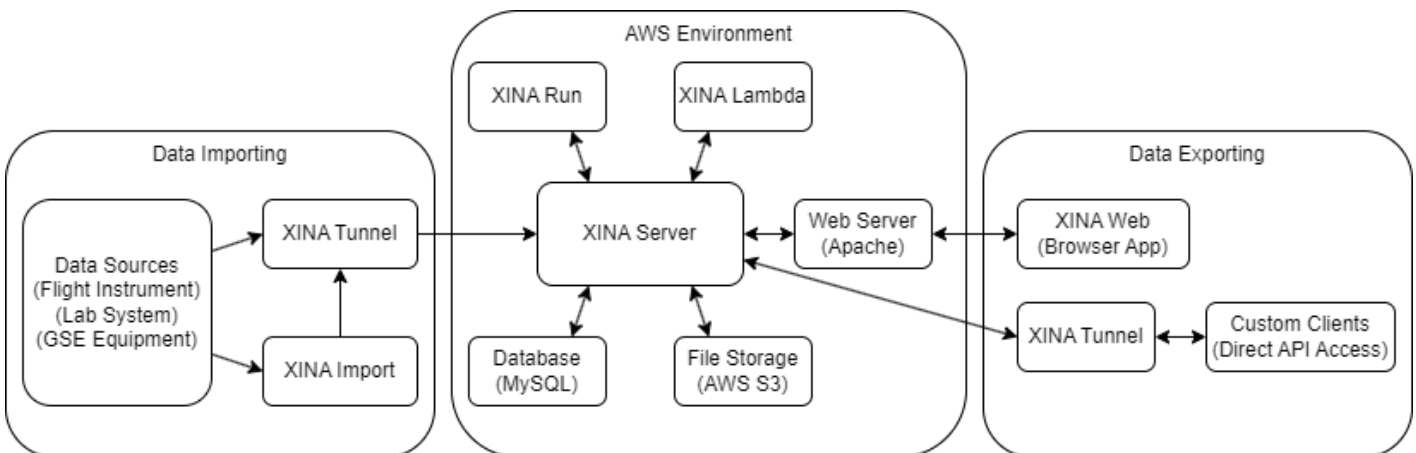 Data Importing
Data Sources
(Flight Instrument)
(Lab System)
(GSE Equipment)
XINA Tunnel
XINA Import
AWS Environment
XINA Run
XINA Lambda
XINA Server
Web Server
(Apache)
Database
(MySQL)
File Storage
(AWS S3)
Data Exporting
XINA Web
(Browser App)
XINA Tunnel
Custom Clients
(Direct API Access)